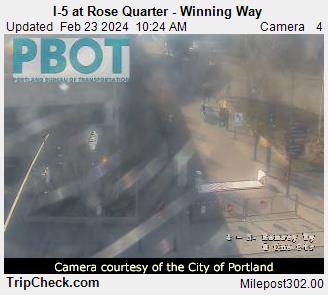 I-5 at Rose Quarter - Winning Way
Updated Feb 23 2024 10:24 AM Camera 4
PBOT
PORTLAND BUREAU OF TRANSPORTATION
Camera courtesy of the City of Portland
TripCheck.com Milepost302.00